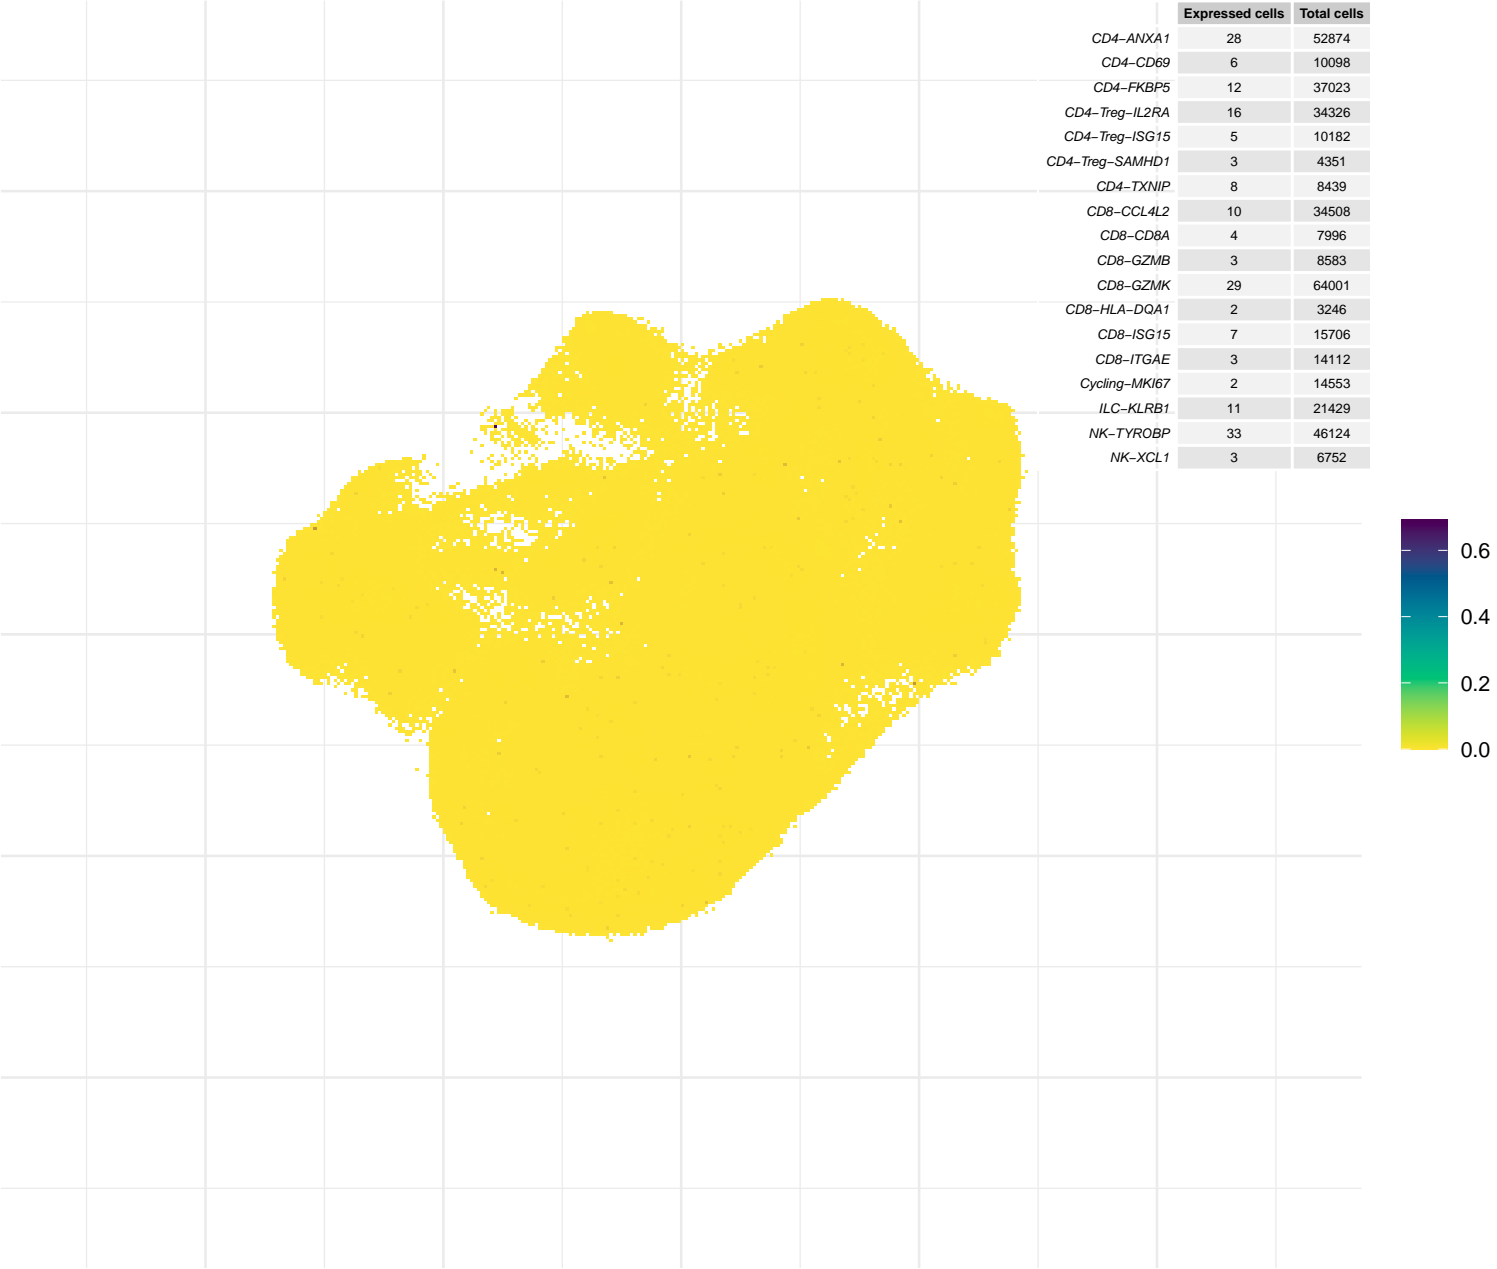 Expressed cells Total cells
CD4−ANXA1 28 52874
CD4−CD69 6 10098
CD4−FKBP5 12 37023
CD4−Treg−IL2RA 16 34326
CD4−Treg−ISG15 5 10182
CD4−Treg−SAMHD1 3 4351
CD4−TXNIP 8 8439
CD8−CCL4L2 10 34508
CD8−CD8A 4 7996
CD8−GZMB 3 8583
CD8−GZMK 29 64001
CD8−HLA−DQA1 2 3246
CD8−ISG15 7 15706
CD8−ITGAE 3 14112
Cycling−MKI67 2 14553
ILC−KLRB1 11 21429
NK−TYROBP 33 46124
NK−XCL1 3 6752
0.6
0.4
0.2
0.0